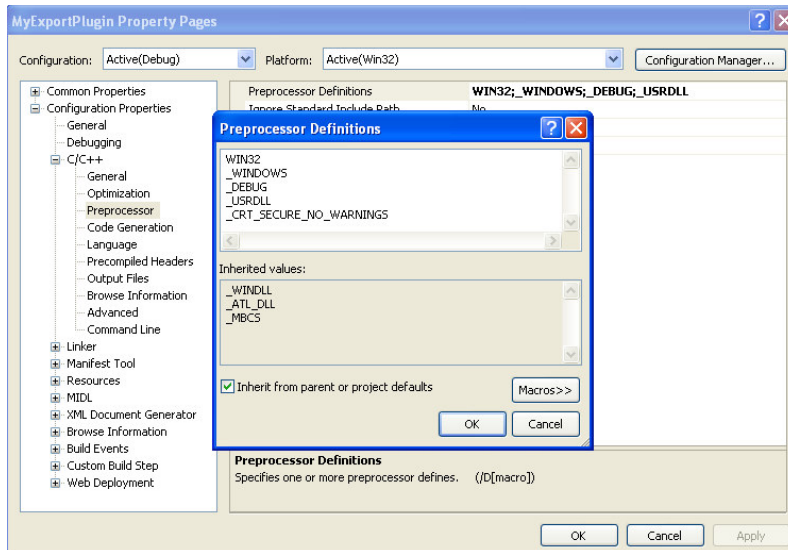 MyExportPlugin Property Pages
Configuration: Active(Debug) Platform: Active(Win32) Configuration Manager...
Common Properties
Configuration Properties
General
Debugging
C/C++
General
Optimization
Preprocessor
Code Generation
Language
Precompiled Headers
Output Files
Browse Information
Advanced
Command Line
Linker
Manifest Tool
Resources
MIDL
XML Document Generator
Browse Information
Build Events
Custom Build Step
Web Deployment
Preprocessor Definitions WIN32;_WINDOWS;_DEBUG;_USRDLL
Ignore Standard Include Path No
Preprocessor Definitions
WIN32
_WINDOWS
_DEBUG
_USRDLL
_CRT_SECURE_NO_WARNINGS
Inherited values:
_WINDLL
_ATL_DLL
_MBCS
Inherit from parent or project defaults
Macros>>
OK Cancel
Preprocessor Definitions
Specifies one or more preprocessor defines. (/D[macro])
OK Cancel Apply